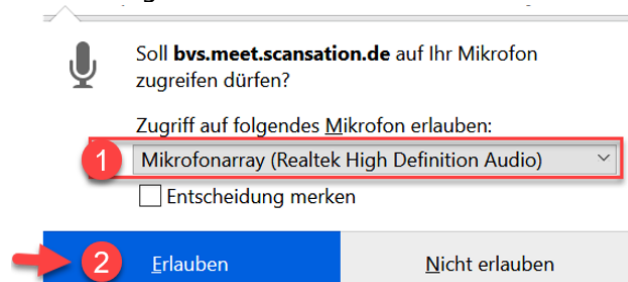 Soll bvs.meet.scansation.de auf Ihr Mikrofon
zugreifen dürfen?
Zugriff auf folgendes Mikrofon erlauben:
1 Mikrofonarray (Realtek High Definition Audio)
Entscheidung merken
2 Erlauben Nicht erlauben